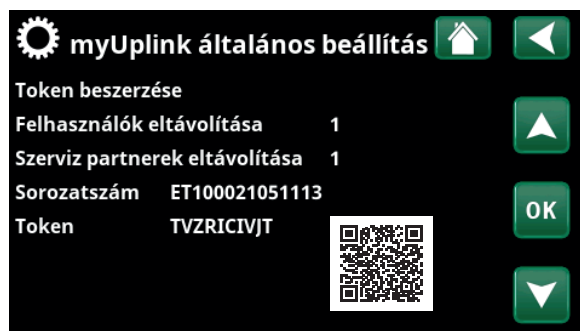 myUplink általános beállítás
Token beszerzése
Felhasználók eltávolítása 1
Szerviz partnerek eltávolítása 1
Sorozatszám ET100021051113
Token TVZRICIVJT
OK